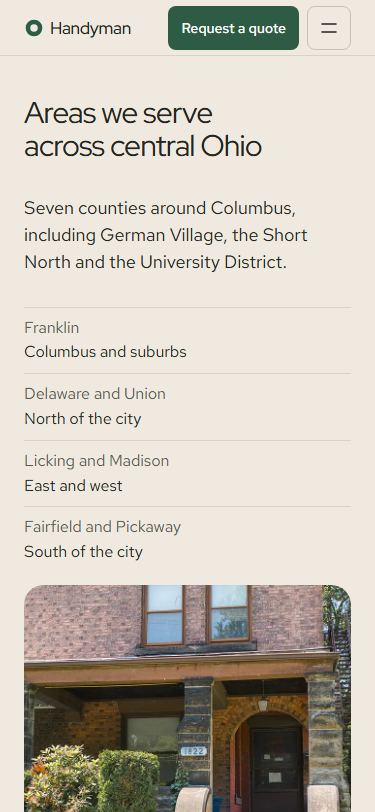 Handyman
Request a quote
Areas we serve
across central Ohio
Seven counties around Columbus,
including German Village, the Short
North and the University District.
Franklin
Columbus and suburbs
Delaware and Union
North of the city
Licking and Madison
East and west
Fairfield and Pickaway
South of the city
1822